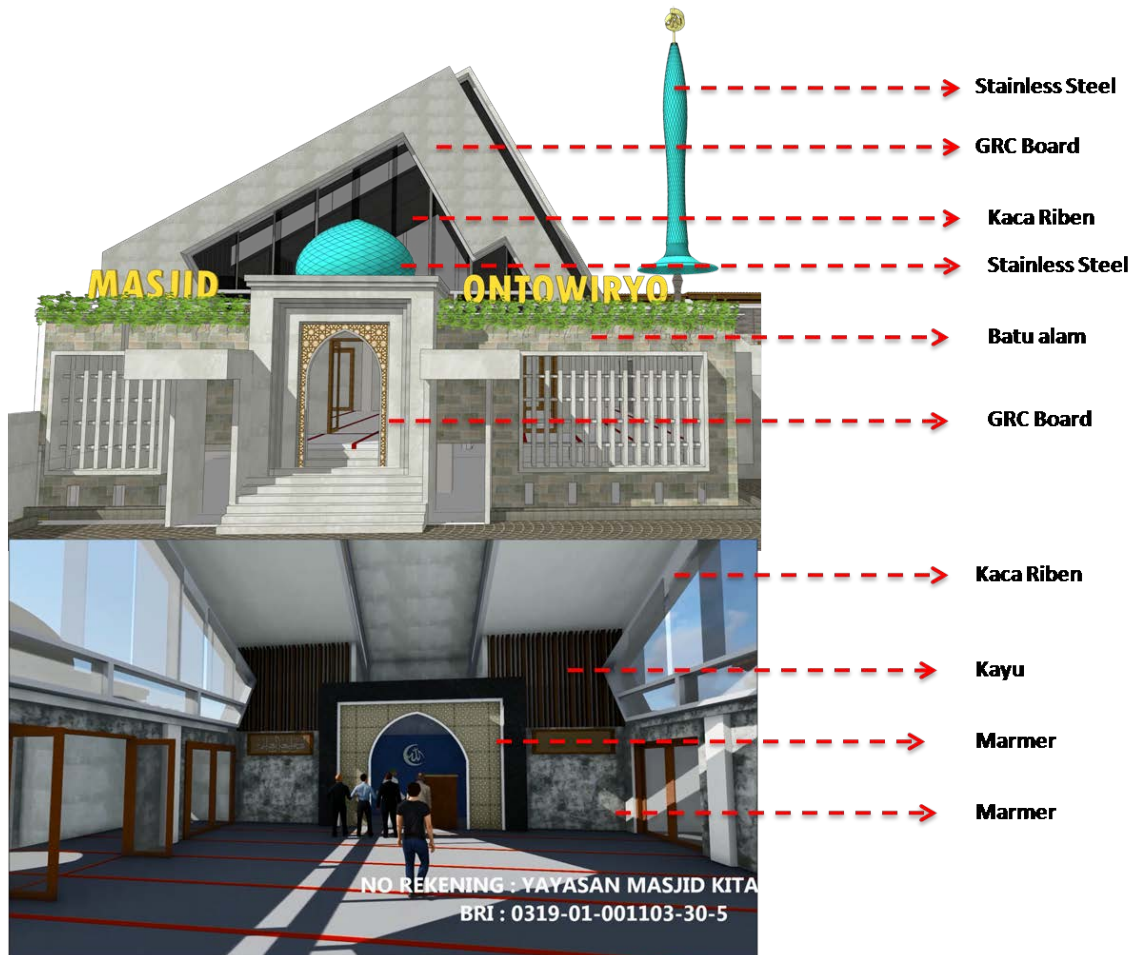 Stainless Steel
GRC Board
Kaca Riben
Stainless Steel
MASJID ONTOWIRYO
Batu alam
GRC Board
Kaca Riben
Kayu
Marmer
Marmer
NO REKENING : YAYASAN MASJID KITA
BRI : 0319-01-001103-30-5